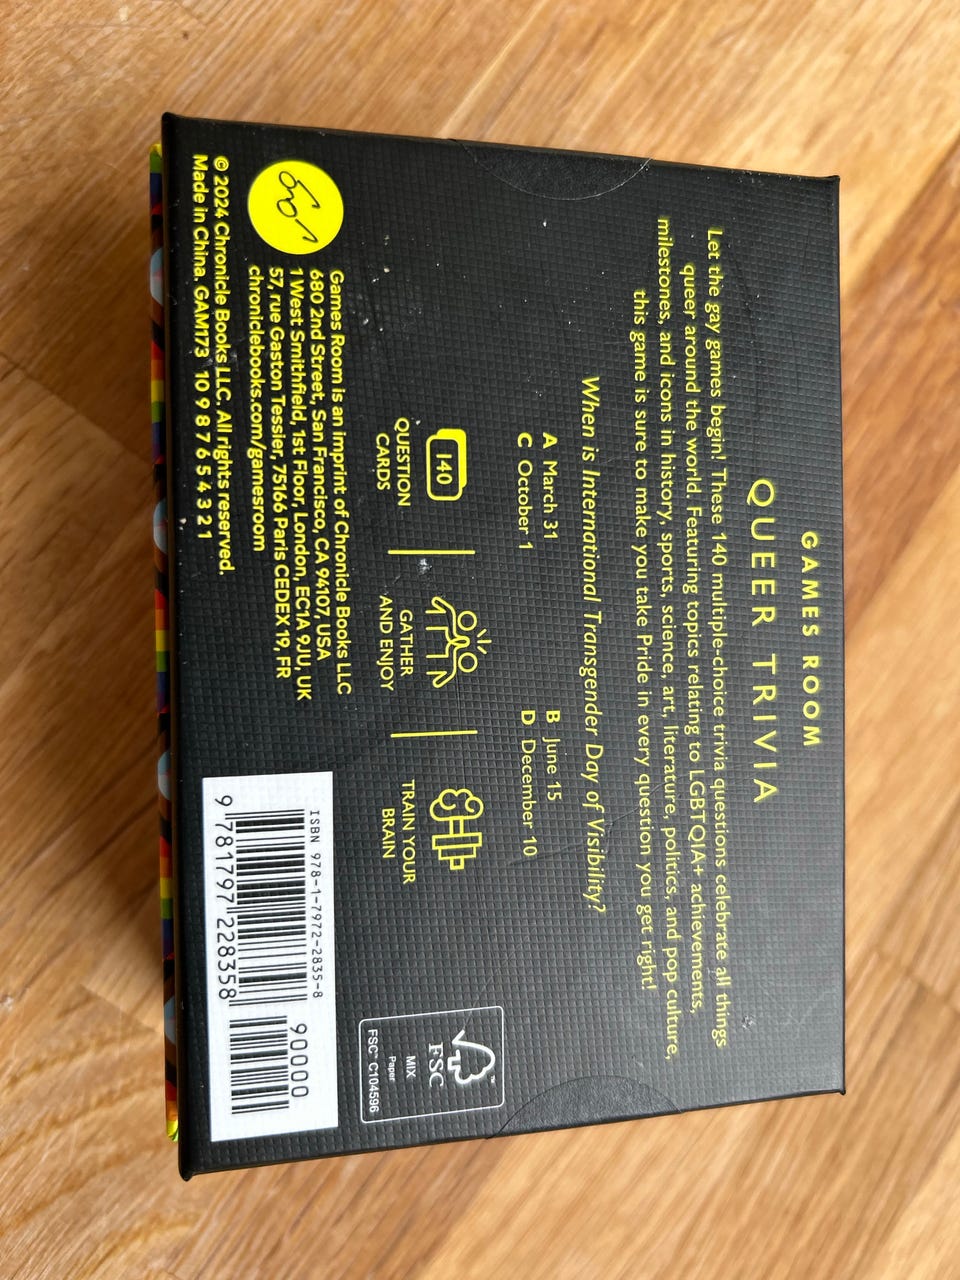 GAMES ROOM
QUEER TRIVIA
Let the gay games begin! These 140 multiple-choice trivia questions celebrate all things
queer around the world. Featuring topics relating to LGBTQIA+ achievements,
milestones, and icons in history, sports, science, art, literature, politics, and pop culture,
this game is sure to make you take Pride in every question you get right!
When is International Transgender Day of Visibility?
A March 31
B June 15
C October 1
D December 10
140
QUESTION
CARDS
GATHER
AND ENJOY
TRAIN YOUR
BRAIN
FSC™
MIX
Paper
FSC™ C104596
Games Room is an imprint of Chronicle Books LLC
680 2nd Street, San Francisco, CA 94107, USA
1 West Smithfield, 1st Floor, London, EC1A 9JU, UK
57, rue Gaston Tessier, 75166 Paris CEDEX 19, FR
chroniclebooks.com/gamesroom
© 2024 Chronicle Books LLC. All rights reserved.
Made in China. GAM173 10 9 8 7 6 5 4 3 2 1
ISBN 978-1-7972-2835-8
90000
9 781797 228358